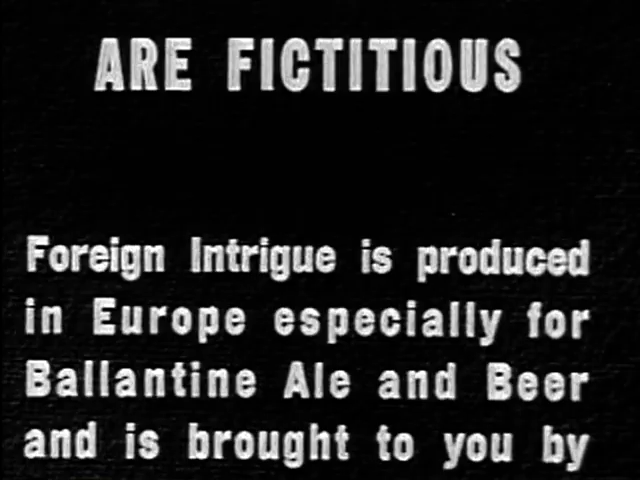 ARE FICTITIOUS
Foreign Intrigue is produced
in Europe especially for
Ballantine Ale and Beer
and is brought to you by